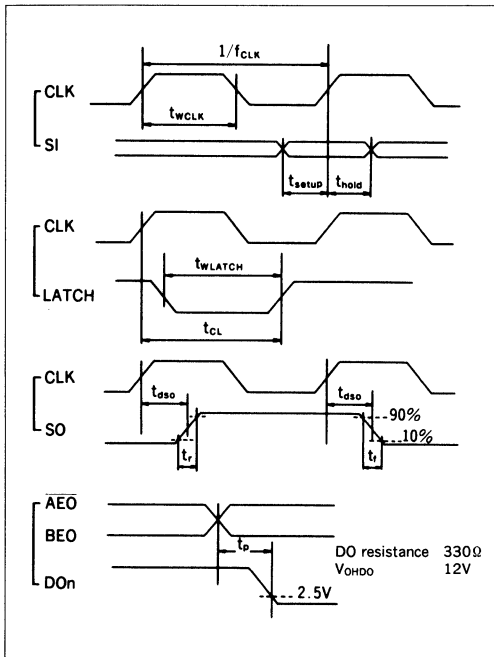 1/fCLK
CLK
tWCLK
SI
tsetup thold
CLK
tWLATCH
LATCH
tCL
CLK
tdso tdso
SO
90%
10%
tr tf
A̅E̅O̅
BEO
tp
DO resistance 330Ω
VOHDO 12V
DOn
2.5V